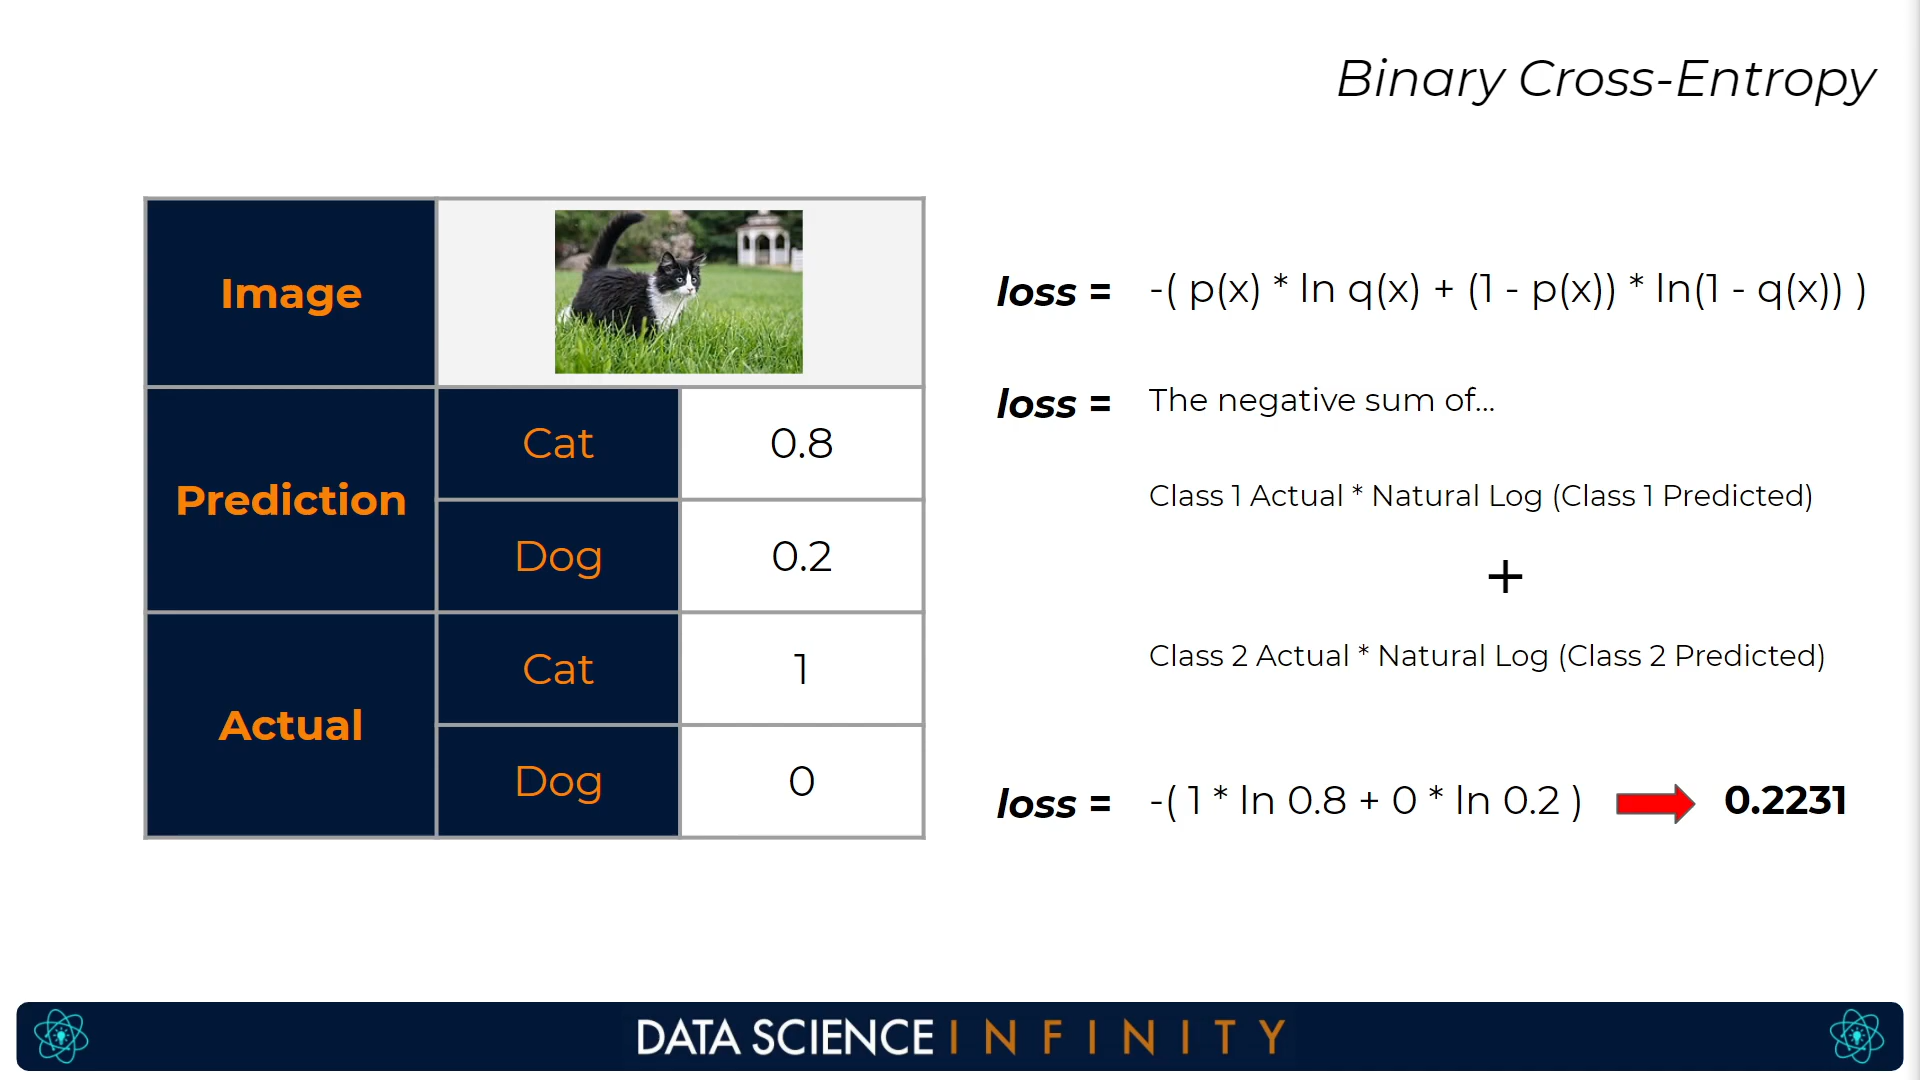 Binary Cross-Entropy
Image
Prediction
Cat
0.8
Dog
0.2
Actual
Cat
1
Dog
0
loss = -( p(x) * ln q(x) + (1 - p(x)) * ln(1 - q(x)) )
loss = The negative sum of...
Class 1 Actual * Natural Log (Class 1 Predicted)
+
Class 2 Actual * Natural Log (Class 2 Predicted)
loss = -( 1 * ln 0.8 + 0 * ln 0.2 ) 0.2231
DATA SCIENCE INFINITY